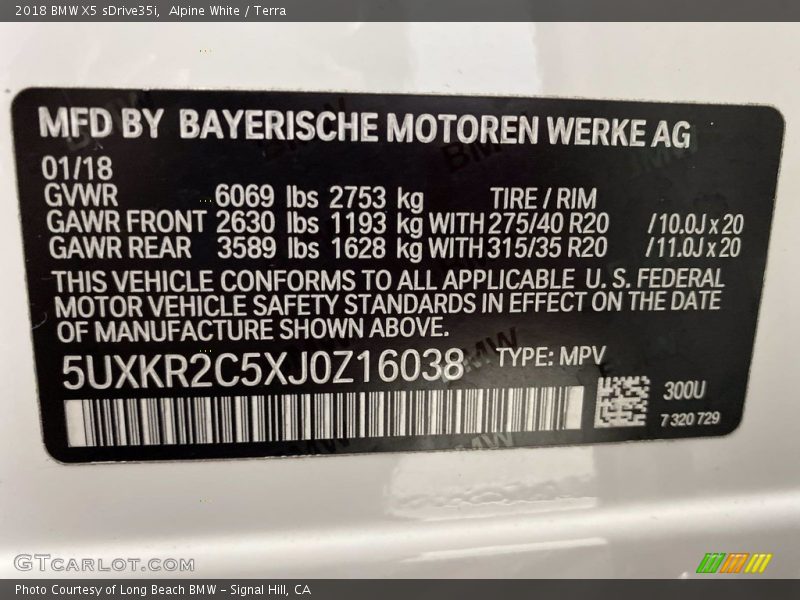 2018 BMW X5 sDrive35i,  Alpine White / Terra
MFD BY BAYERISCHE MOTOREN WERKE AG
01/18
GVWR 6069 lbs 2753 kg TIRE / RIM
GAWR FRONT 2630 lbs 1193 kg WITH 275/40 R20 /10.0J x 20
GAWR REAR 3589 lbs 1628 kg WITH 315/35 R20 /11.0J x 20
THIS VEHICLE CONFORMS TO ALL APPLICABLE U. S. FEDERAL
MOTOR VEHICLE SAFETY STANDARDS IN EFFECT ON THE DATE
OF MANUFACTURE SHOWN ABOVE.
5UXKR2C5XJ0Z16038 TYPE: MPV
300U
7 320 729
GTCARLOT.COM
Photo Courtesy of Long Beach BMW – Signal Hill, CA